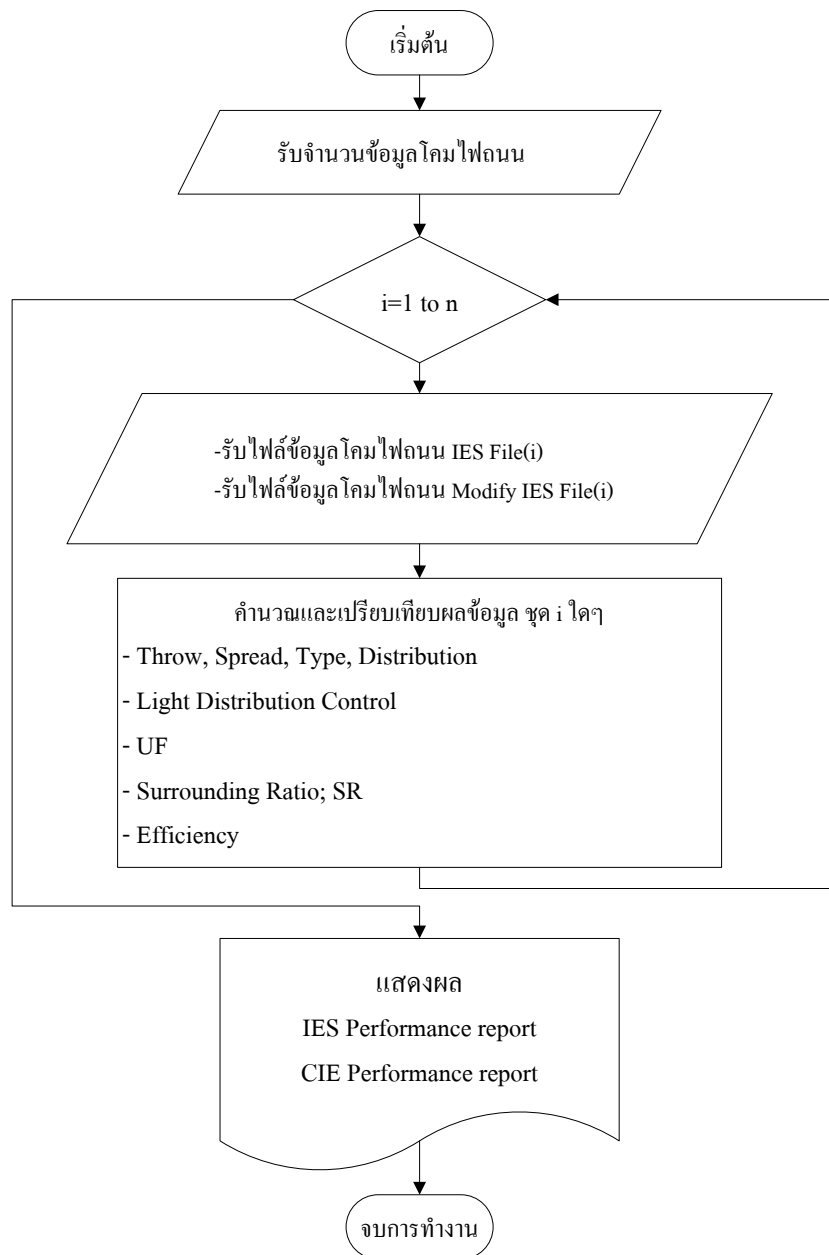 เริ่มต้น
รับจำนวนข้อมูลโคมไฟถนน
i=1 to n
-รับไฟล์ข้อมูลโคมไฟถนน IES File(i)
-รับไฟล์ข้อมูลโคมไฟถนน Modify IES File(i)
คำนวณและเปรียบเทียบผลข้อมูล ชุด i ใดๆ
- Throw, Spread, Type, Distribution
- Light Distribution Control
- UF
- Surrounding Ratio; SR
- Efficiency
แสดงผล
IES Performance report
CIE Performance report
จบการทำงาน